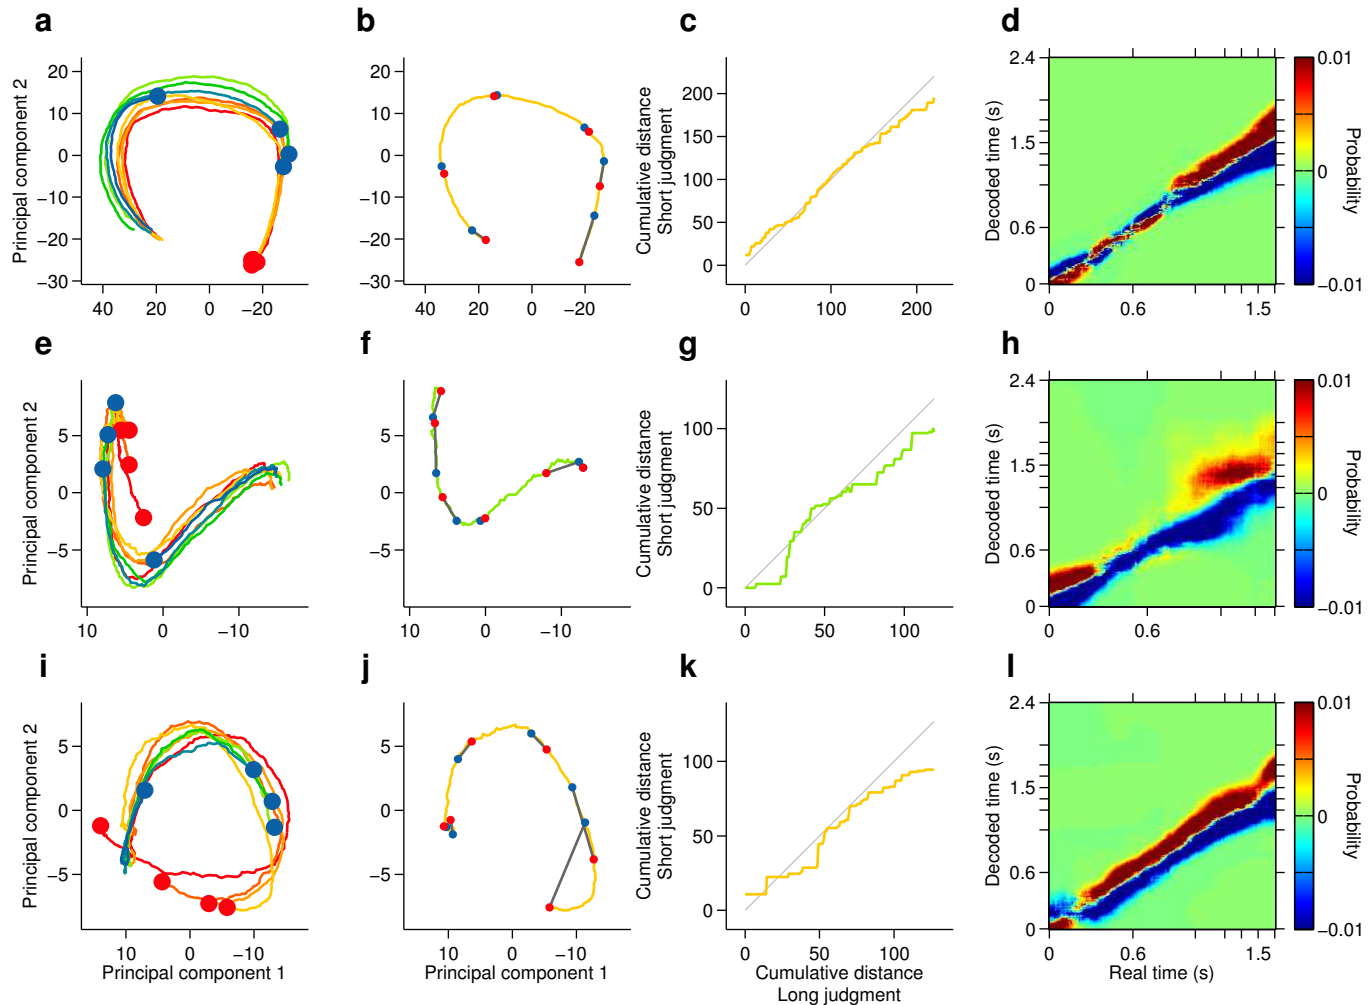 a
b
c
d
Principal component 2
20
10
0
−10
−20
−30
40
20
0
−20
20
10
0
−10
−20
−30
40
20
0
−20
Cumulative distance
Short judgment
200
150
100
50
0
0
100
200
Decoded time (s)
2.4
1.5
0.6
0
0
0.6
1.5
0.01
0
−0.01
Probability
e
f
g
h
Principal component 2
5
0
−5
10
0
−10
5
0
−5
10
0
−10
Cumulative distance
Short judgment
100
50
0
0
50
100
Decoded time (s)
2.4
1.5
0.6
0
0
0.6
0.01
0
−0.01
Probability
i
j
k
l
Principal component 2
5
0
−5
10
0
−10
Principal component 1
5
0
−5
10
0
−10
Principal component 1
Cumulative distance
Short judgment
100
50
0
0
50
100
Cumulative distance
Long judgment
Decoded time (s)
2.4
1.5
0.6
0
0
0.6
1.5
Real time (s)
0.01
0
−0.01
Probability